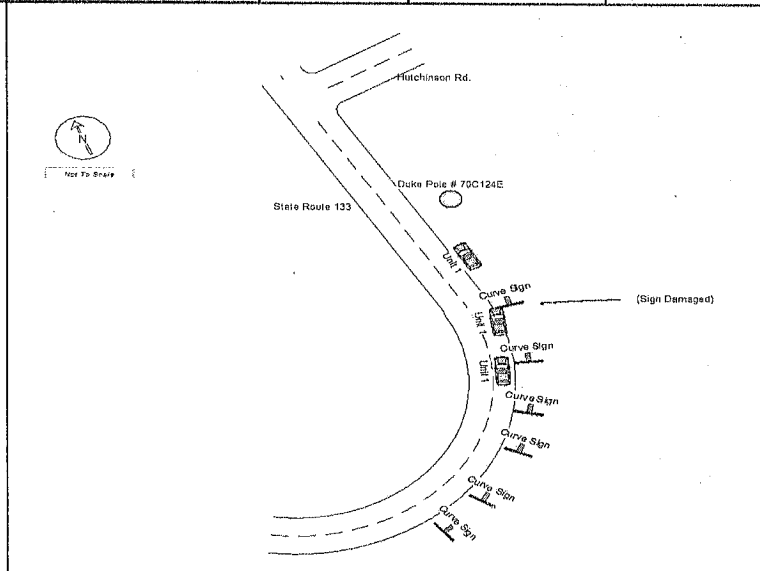 Hutchinson Rd.
N
Not To Scale
Duke Pole # 70C124E
State Route 133
Unit 1
Curve Sign
(Sign Damaged)
Unit 1
Curve Sign
Unit 1
Curve Sign
Curve Sign
Curve Sign
Curve Sign